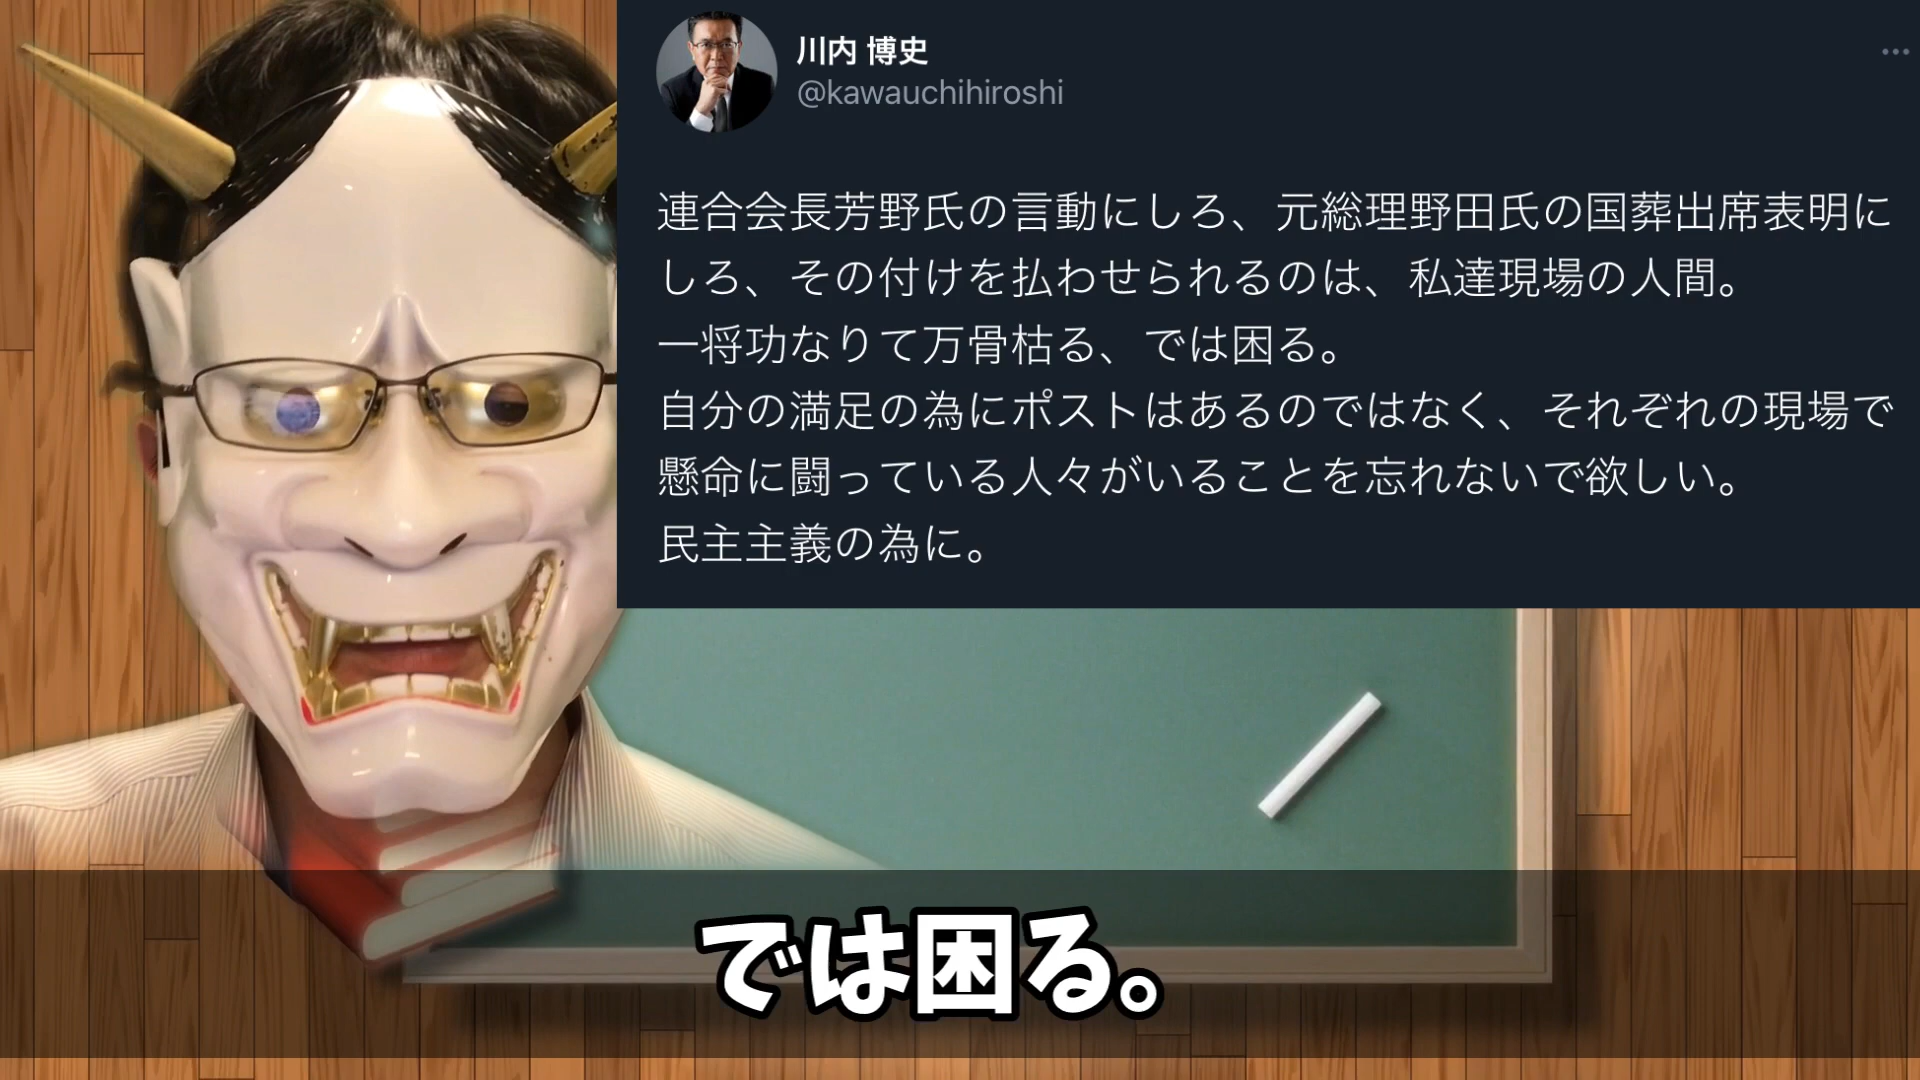 川内 博史
@kawauchihiroshi
連合会長芳野氏の言動にしろ、元総理野田氏の国葬出席表明に
しろ、その付けを払わせられるのは、私達現場の人間。
一将功なりて万骨枯る、では困る。
自分の満足の為にポストはあるのではなく、それぞれの現場で
懸命に闘っている人々がいることを忘れないで欲しい。
民主主義の為に。
では困る。